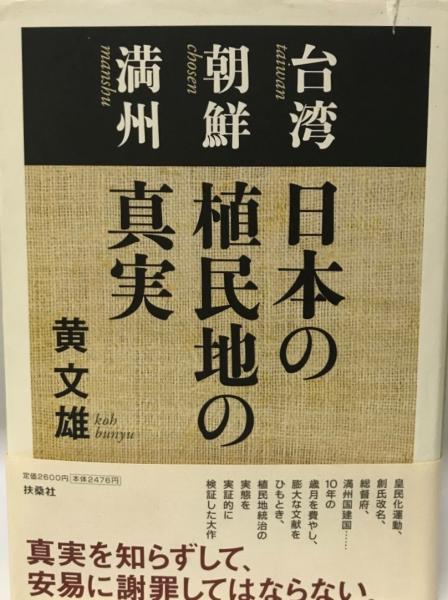 台湾
taiwan
朝鮮
chosen
満州
manshu
日本の
植民地の
真実
黄文雄
koh
bunyu
皇民化運動、
創氏改名、
総督府、
満州国建国……
10年の
歳月を費やし、
膨大な文献を
ひもとき、
植民地統治の
実態を
実証的に
検証した大作
定価2600円 本体2476円
扶桑社
真実を知らずして、
安易に謝罪してはならない。